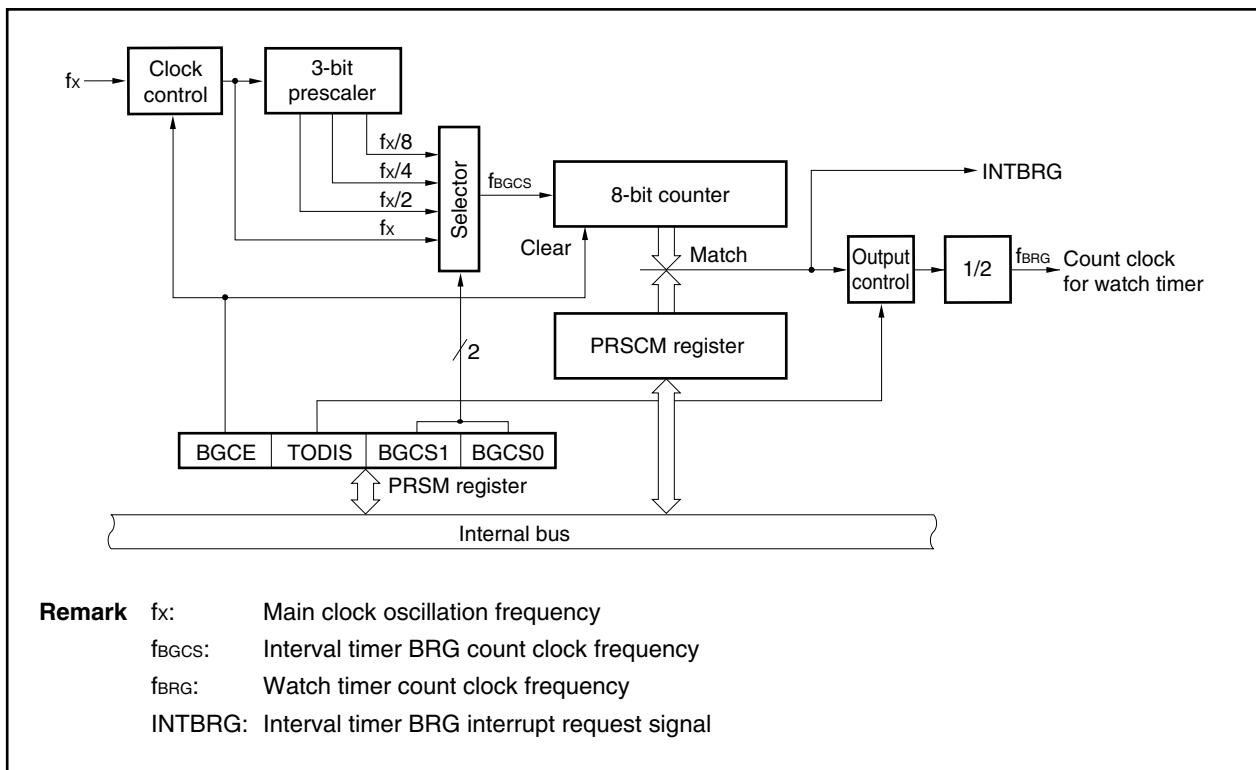 fX
Clock control
3-bit prescaler
fX/8
fX/4
fX/2
fX
Selector
fBGCS
8-bit counter
Clear
INTBRG
Match
Output control
1/2
fBRG
Count clock for watch timer
PRSCM register
2
BGCE TODIS BGCS1 BGCS0
PRSM register
Internal bus
Remark fX: Main clock oscillation frequency
fBGCS: Interval timer BRG count clock frequency
fBRG: Watch timer count clock frequency
INTBRG: Interval timer BRG interrupt request signal